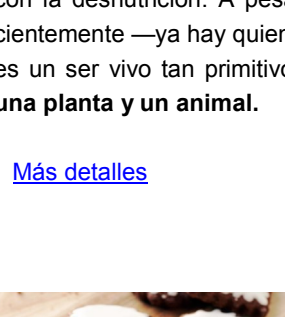 con la desnutrición. A pesa
cientemente —ya hay quien
es un ser vivo tan primitivo
una planta y un animal.
Más detalles